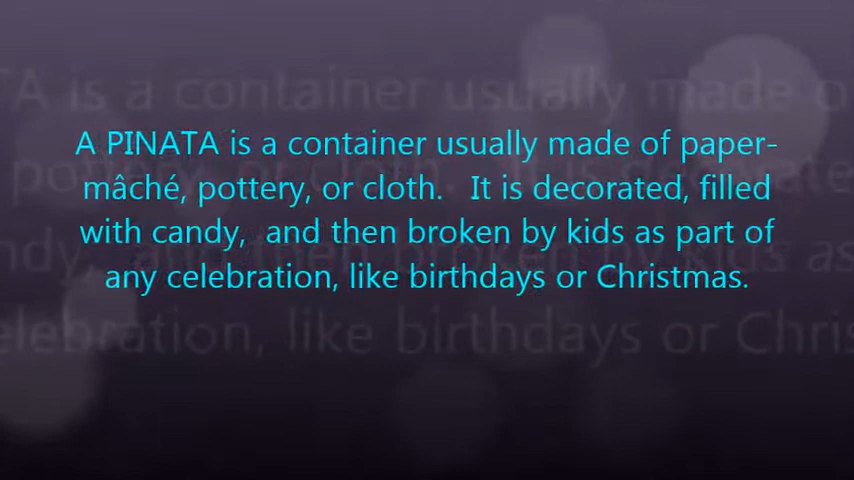 A PINATA is a container usually made of paper-
mâché, pottery, or cloth.   It is decorated, filled
with candy,  and then broken by kids as part of
any celebration, like birthdays or Christmas.